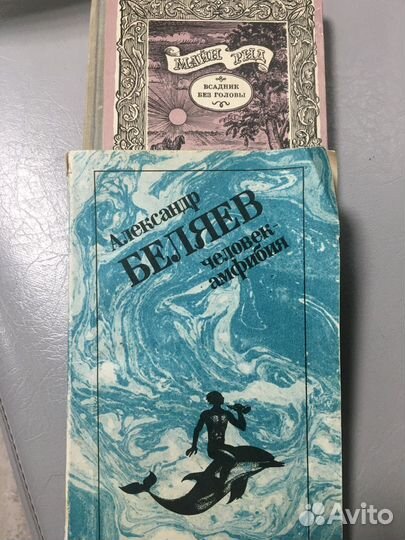 МАЙН РИД
ВСАДНИК
БЕЗ ГОЛОВЫ
Александр
БЕЛЯЕВ
человек-
амфибия
Avito